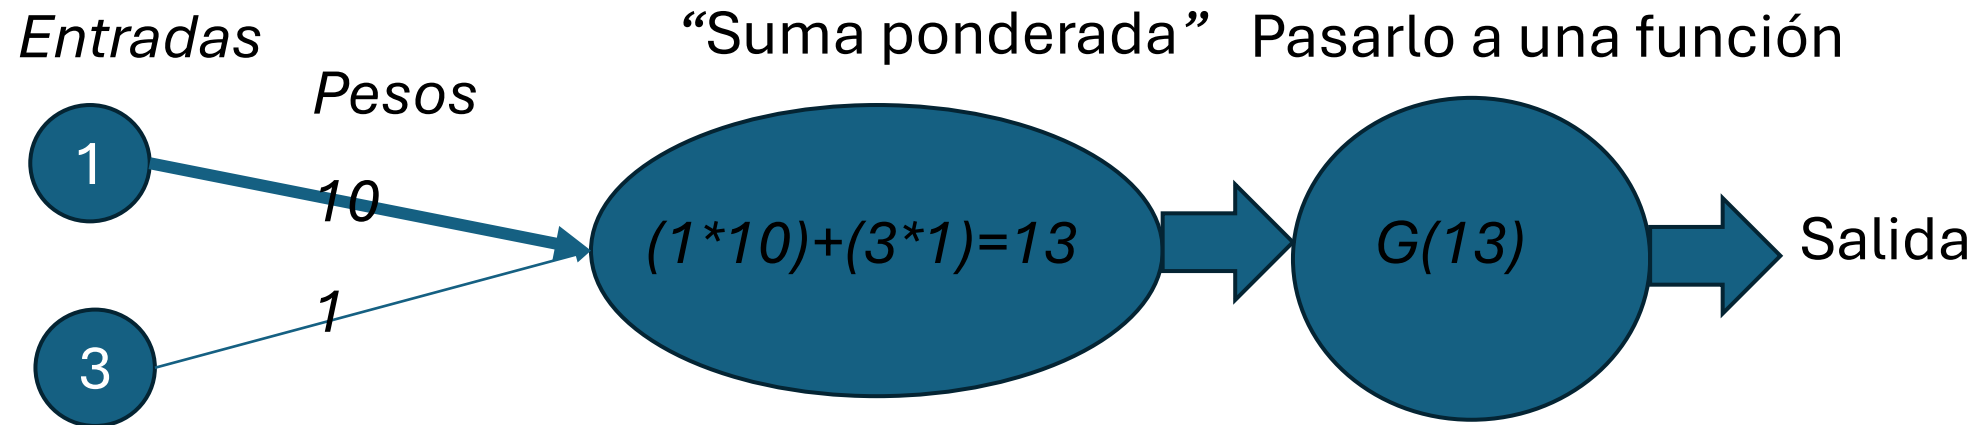 Entradas
Pesos
“Suma ponderada”
Pasarlo a una función
1
10
3
1
(1*10)+(3*1)=13
G(13)
Salida